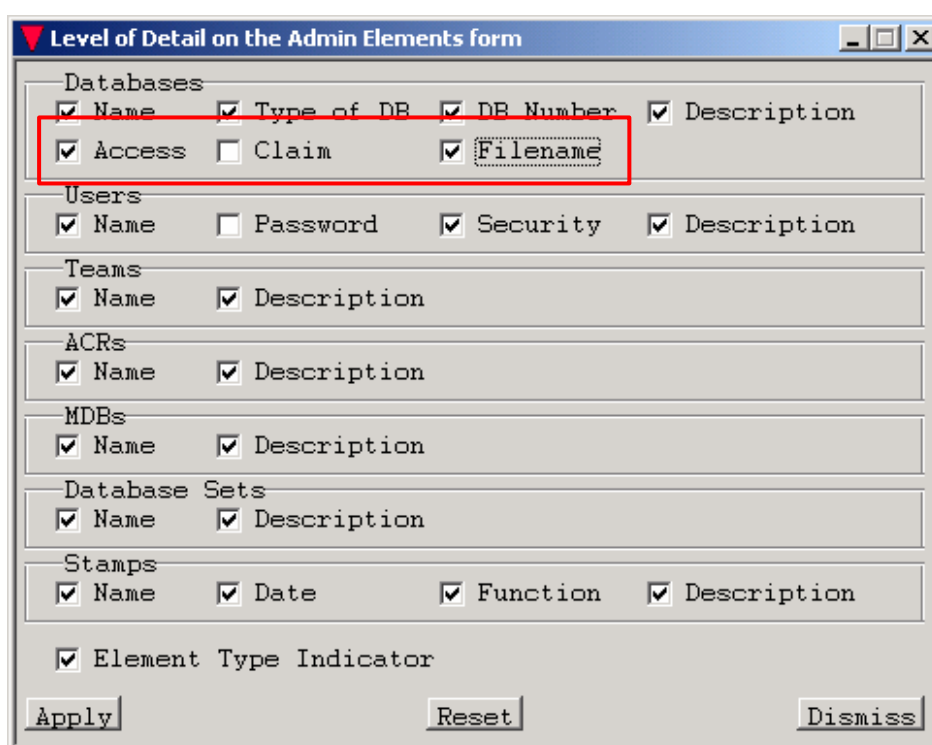 Level of Detail on the Admin Elements form
Databases
Name Type of DB DB Number Description
Access Claim Filename
Users
Name Password Security Description
Teams
Name Description
ACRs
Name Description
MDBs
Name Description
Database Sets
Name Description
Stamps
Name Date Function Description
Element Type Indicator
Apply Reset Dismiss